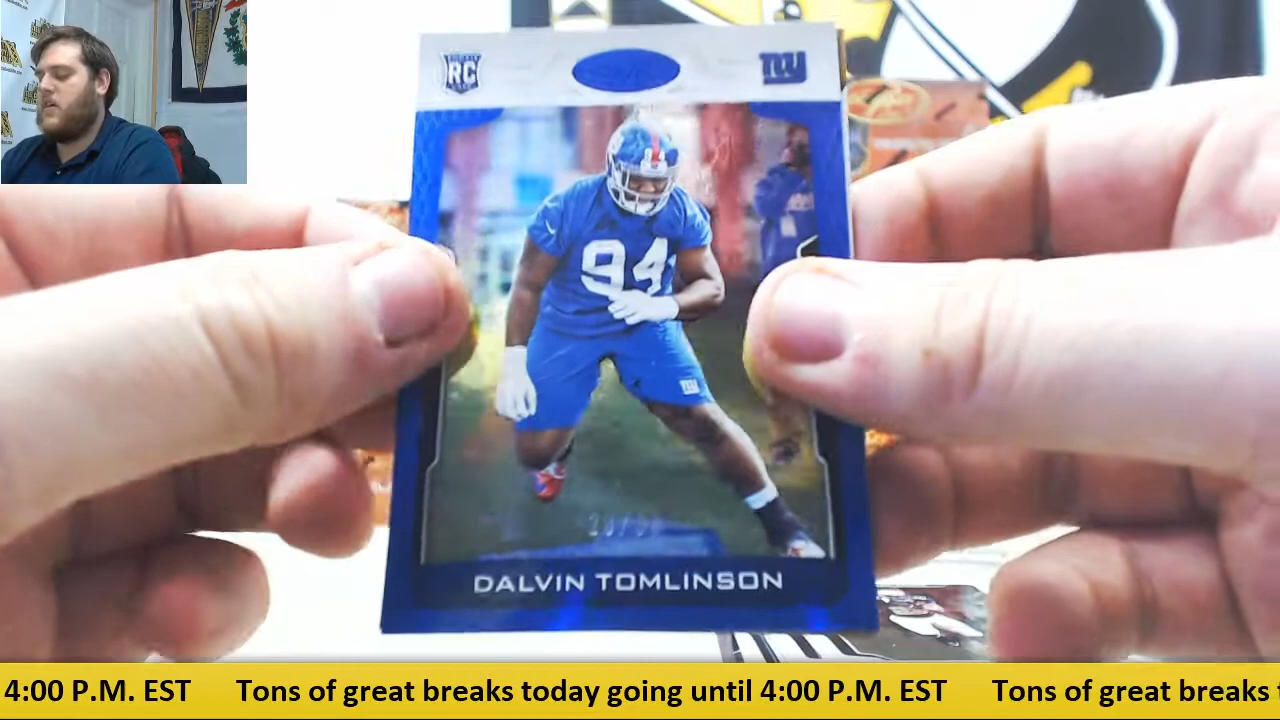 RC
NY
94
DALVIN TOMLINSON
4:00 P.M. EST Tons of great breaks today going until 4:00 P.M. EST Tons of great breaks